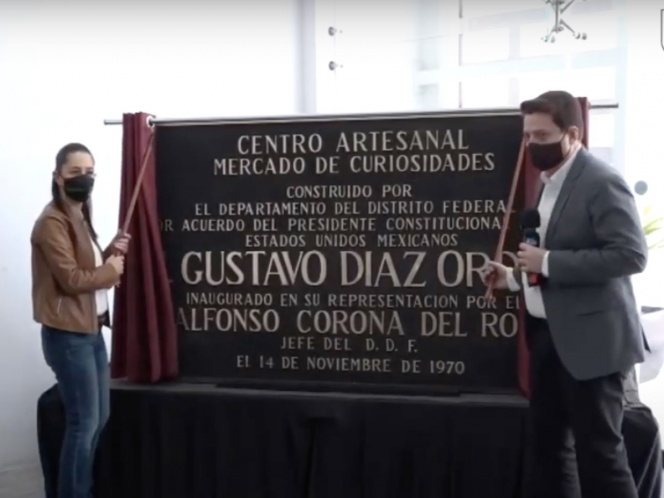 CENTRO ARTESANAL
MERCADO DE CURIOSIDADES
CONSTRUIDO POR
EL DEPARTAMENTO DEL DISTRITO FEDERAL
ACUERDO DEL PRESIDENTE CONSTITUCIONAL
ESTADOS UNIDOS MEXICANOS
GUSTAVO DIAZ
INAUGURADO EN SU REPRESENTACION POR EL
ALFONSO CORONA DEL RO
JEFE DEL D. D. F.
EL 14 DE NOVIEMBRE DE 1970